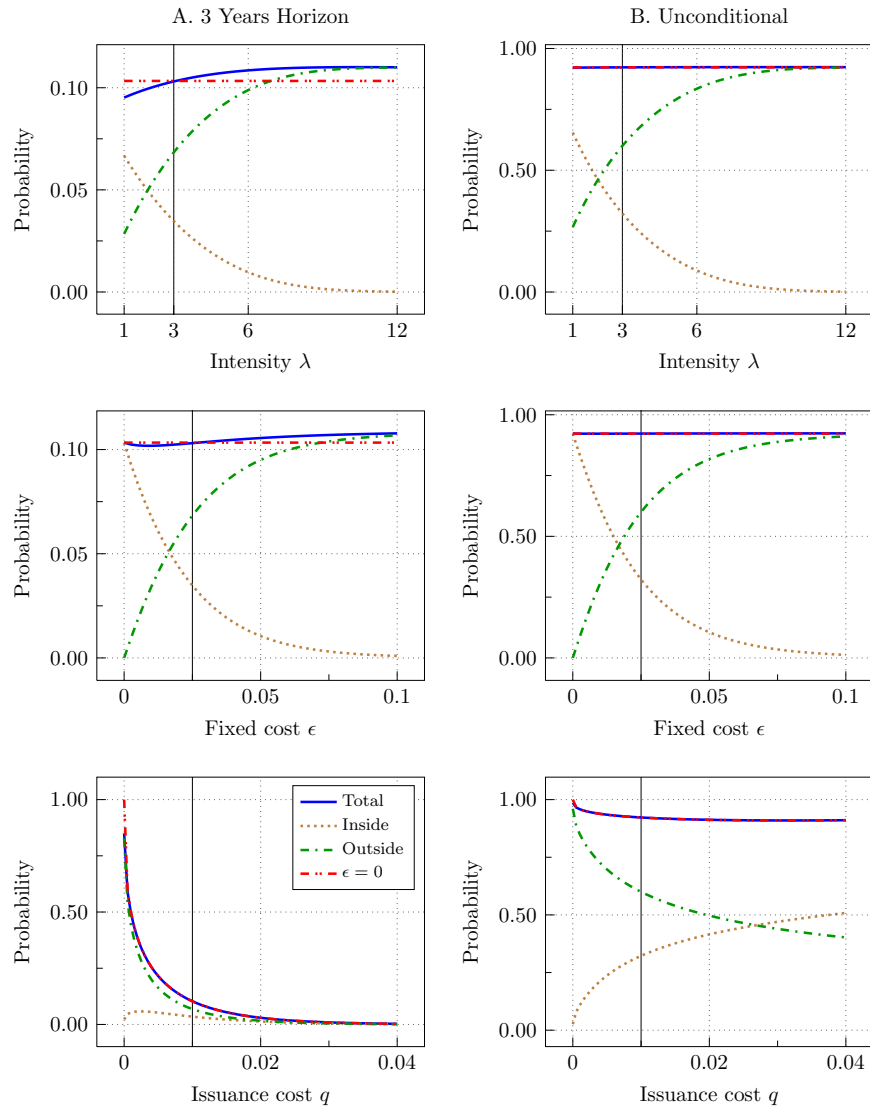 A. 3 Years Horizon
B. Unconditional
Probability
0.10
0.05
0.00
1 3 6 12
Intensity λ
Probability
1.00
0.50
0.00
1 3 6 12
Intensity λ
Probability
0.10
0.05
0.00
0 0.05 0.1
Fixed cost ϵ
Probability
1.00
0.50
0.00
0 0.05 0.1
Fixed cost ϵ
Probability
1.00
0.50
0.00
Total
Inside
Outside
ϵ = 0
0 0.02 0.04
Issuance cost q
Probability
1.00
0.50
0.00
0 0.02 0.04
Issuance cost q